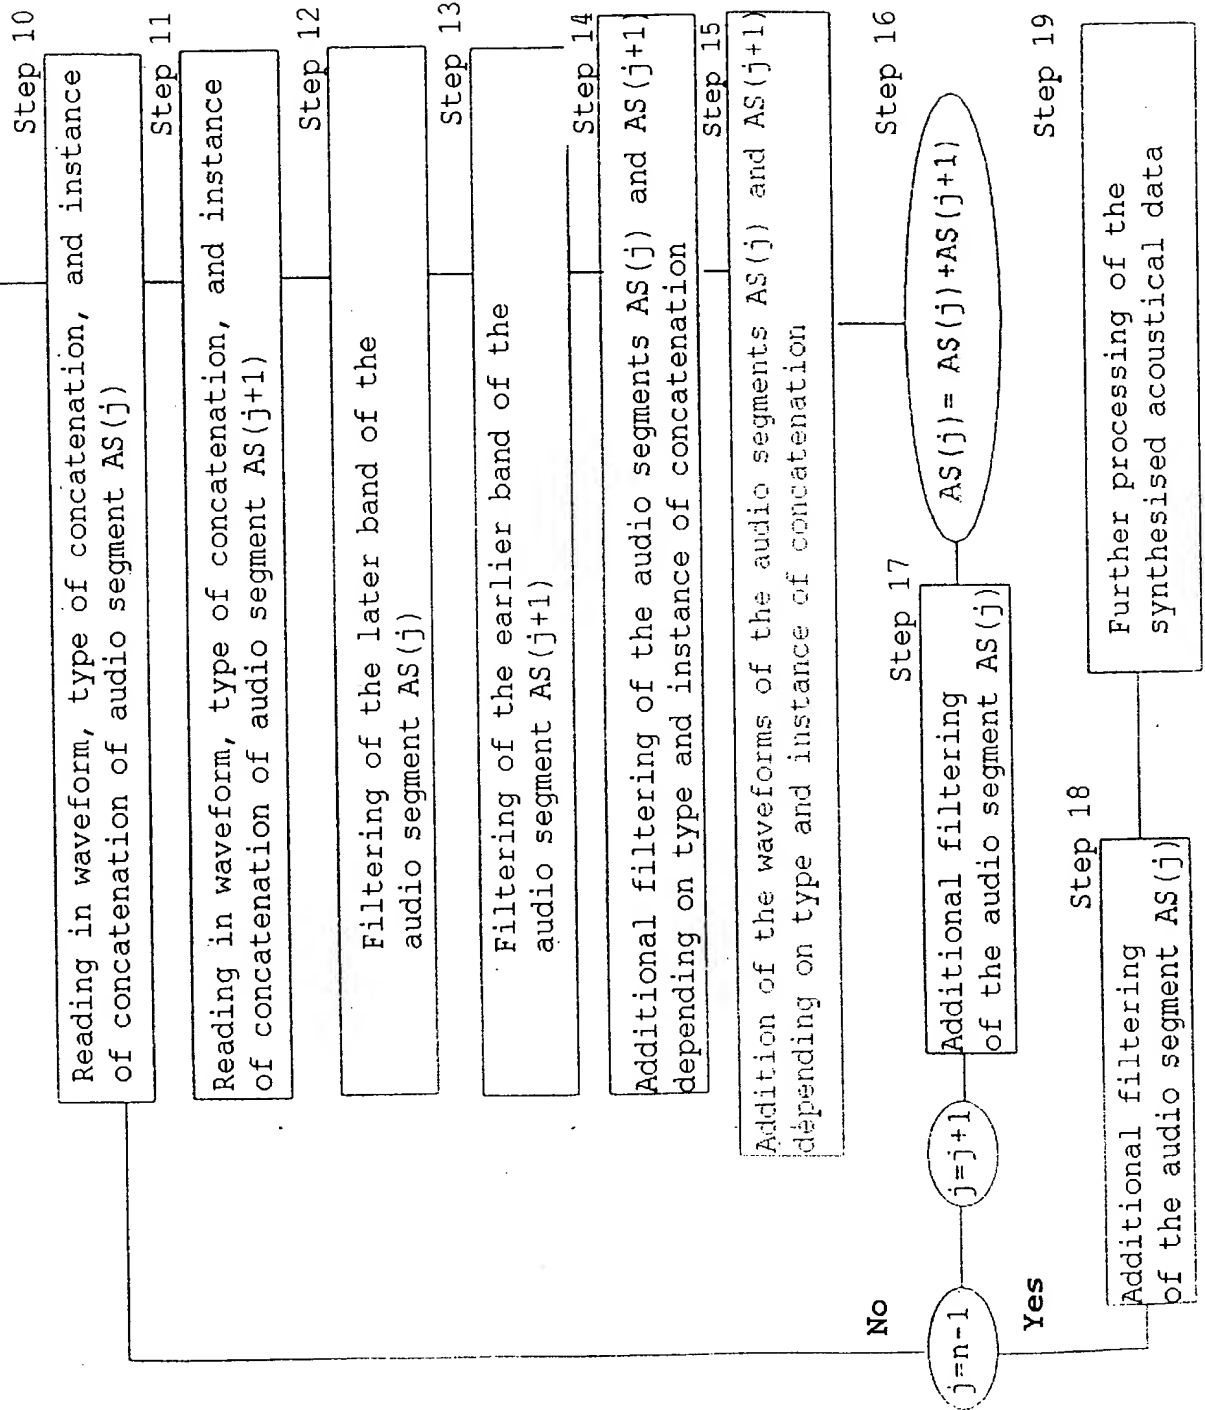 Step 10
Reading in waveform, type of concatenation, and instance
of concatenation of audio segment AS(j)
Step 11
Reading in waveform, type of concatenation, and instance
of concatenation of audio segment AS(j+1)
Step 12
Filtering of the later band of the
audio segment AS(j)
Step 13
Filtering of the earlier band of the
audio segment AS(j+1)
Step 14
Additional filtering of the audio segments AS(j) and AS(j+1)
depending on type and instance of concatenation
Step 15
Addition of the waveforms of the audio segments AS(j) and AS(j+1)
depending on type and instance of concatenation
Step 16
AS(j)= AS(j)+AS(j+1)
Step 17
Additional filtering
of the audio segment AS(j)
j=j+1
j=n-1
No
Yes
Step 18
Additional filtering
of the audio segment AS(j)
Step 19
Further processing of the
synthesised acoustical data